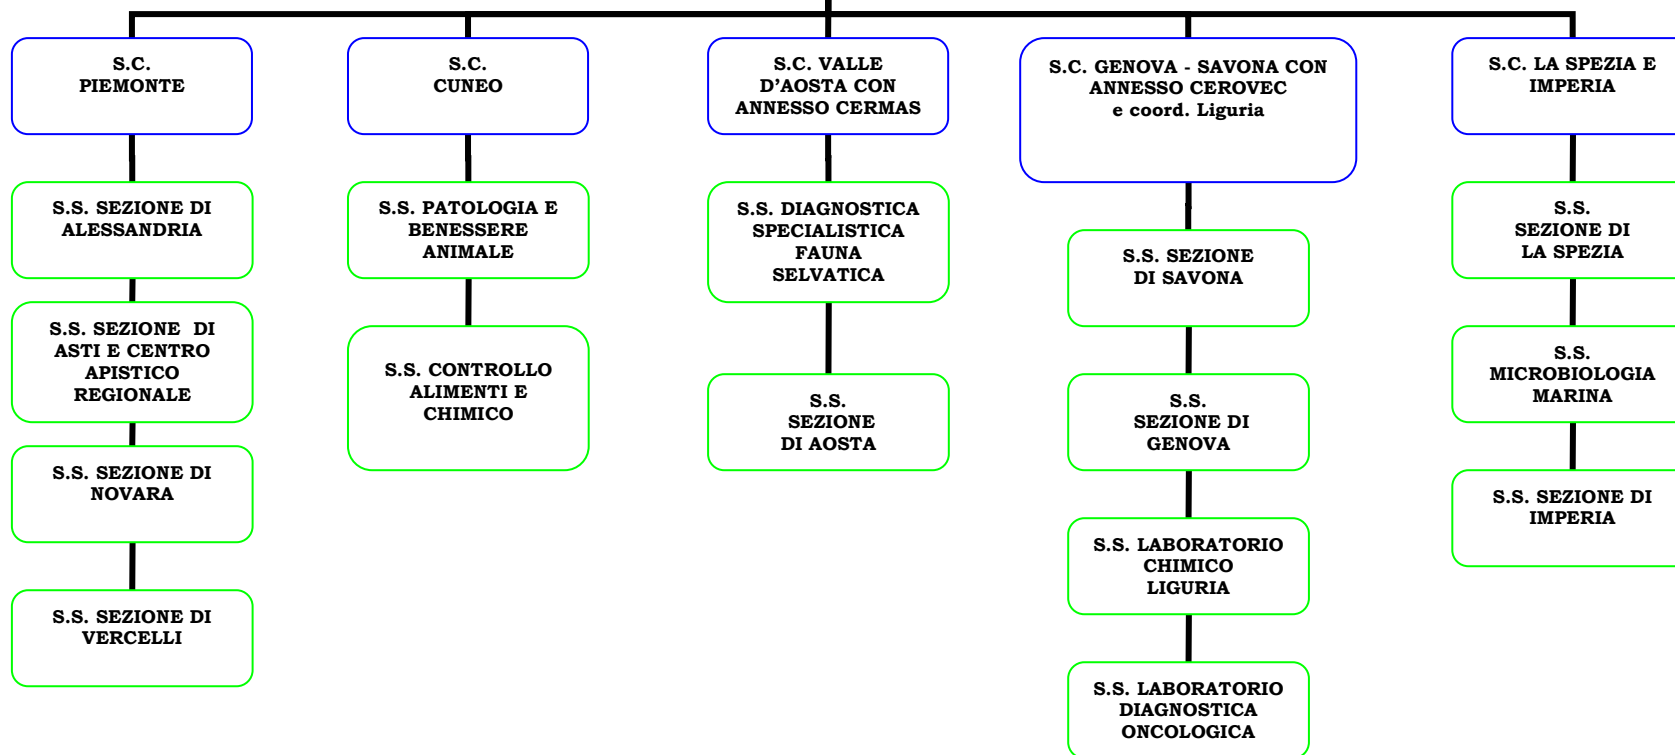 S.C.
PIEMONTE
S.S. SEZIONE DI
ALESSANDRIA
S.S. SEZIONE DI
ASTI E CENTRO
APISTICO
REGIONALE
S.S. SEZIONE DI
NOVARA
S.S. SEZIONE DI
VERCELLI
S.C.
CUNEO
S.S. PATOLOGIA E
BENESSERE
ANIMALE
S.S. CONTROLLO
ALIMENTI E
CHIMICO
S.C. VALLE
D'AOSTA CON
ANNESSO CERMAS
S.S. DIAGNOSTICA
SPECIALISTICA
FAUNA
SELVATICA
S.S.
SEZIONE
DI AOSTA
S.C. GENOVA - SAVONA CON
ANNESSO CEROVEC
e coord. Liguria
S.S. SEZIONE
DI SAVONA
S.S.
SEZIONE DI
GENOVA
S.S. LABORATORIO
CHIMICO
LIGURIA
S.S. LABORATORIO
DIAGNOSTICA
ONCOLOGICA
S.C. LA SPEZIA E
IMPERIA
S.S.
SEZIONE DI
LA SPEZIA
S.S.
MICROBIOLOGIA
MARINA
S.S. SEZIONE DI
IMPERIA